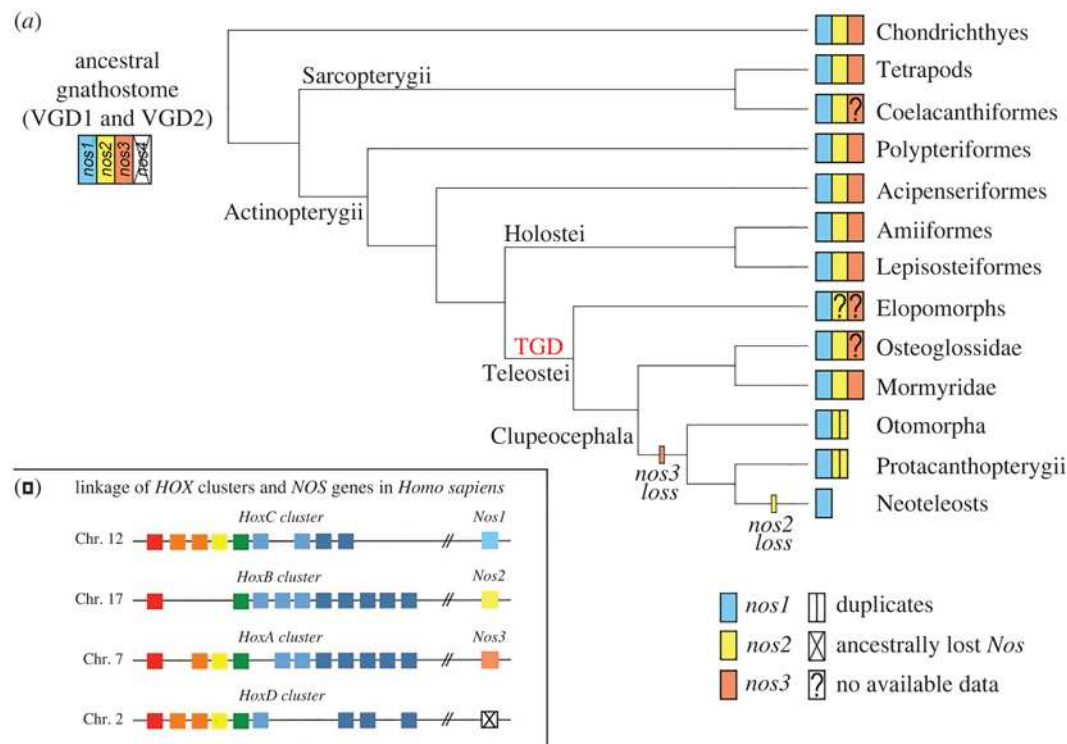 (a)
ancestral
gnathostome
(VGD1 and VGD2)
nos1 nos2 nos3 nos4
Sarcopterygii
Actinopterygii
Holostei
TGD
Teleostei
Clupeocephala
nos3
loss
nos2
loss
Chondrichthyes
Tetrapods
? Coelacanthiformes
Polypteriformes
Acipenseriformes
Amiiformes
Lepisosteiformes
? ? Elopomorphs
? Osteoglossidae
Mormyridae
Otomorpha
Protacanthopterygii
Neoteleosts
linkage of HOX clusters and NOS genes in Homo sapiens
HoxC cluster Nos1
Chr. 12 //
HoxB cluster Nos2
Chr. 17 //
HoxA cluster Nos3
Chr. 7 //
HoxD cluster
Chr. 2 //
nos1 duplicates
nos2 ancestrally lost Nos
nos3 ? no available data